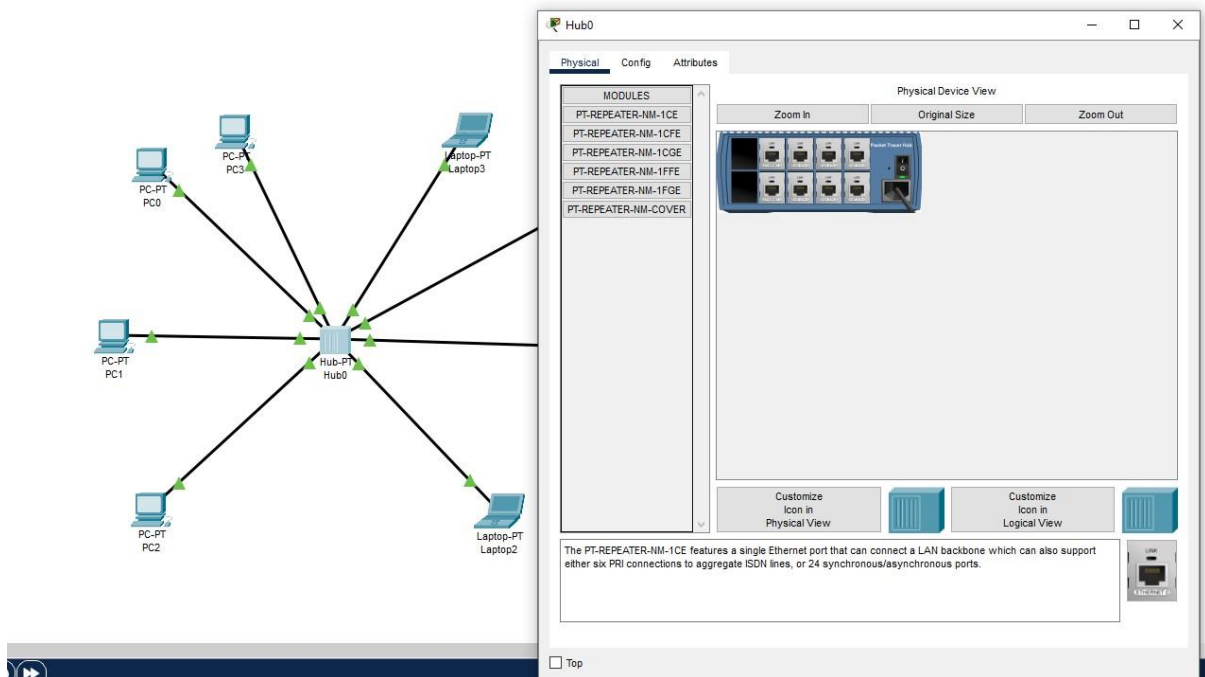 Hub0
Physical
Config
Attributes
MODULES
PT-REPEATER-NM-1CE
PT-REPEATER-NM-1CFE
PT-REPEATER-NM-1CGE
PT-REPEATER-NM-1FFE
PT-REPEATER-NM-1FGE
PT-REPEATER-NM-COVER
Physical Device View
Zoom In
Original Size
Zoom Out
Packet Tracer Hub
Customize
Icon in
Physical View
Customize
Icon in
Logical View
The PT-REPEATER-NM-1CE features a single Ethernet port that can connect a LAN backbone which can also support
either six PRI connections to aggregate ISDN lines, or 24 synchronous/asynchronous ports.
LINK
ETHERNET
Top
PC-PT
PC3
Laptop-PT
Laptop3
PC-PT
PC0
PC-PT
PC1
Hub-PT
Hub0
PC-PT
PC2
Laptop-PT
Laptop2